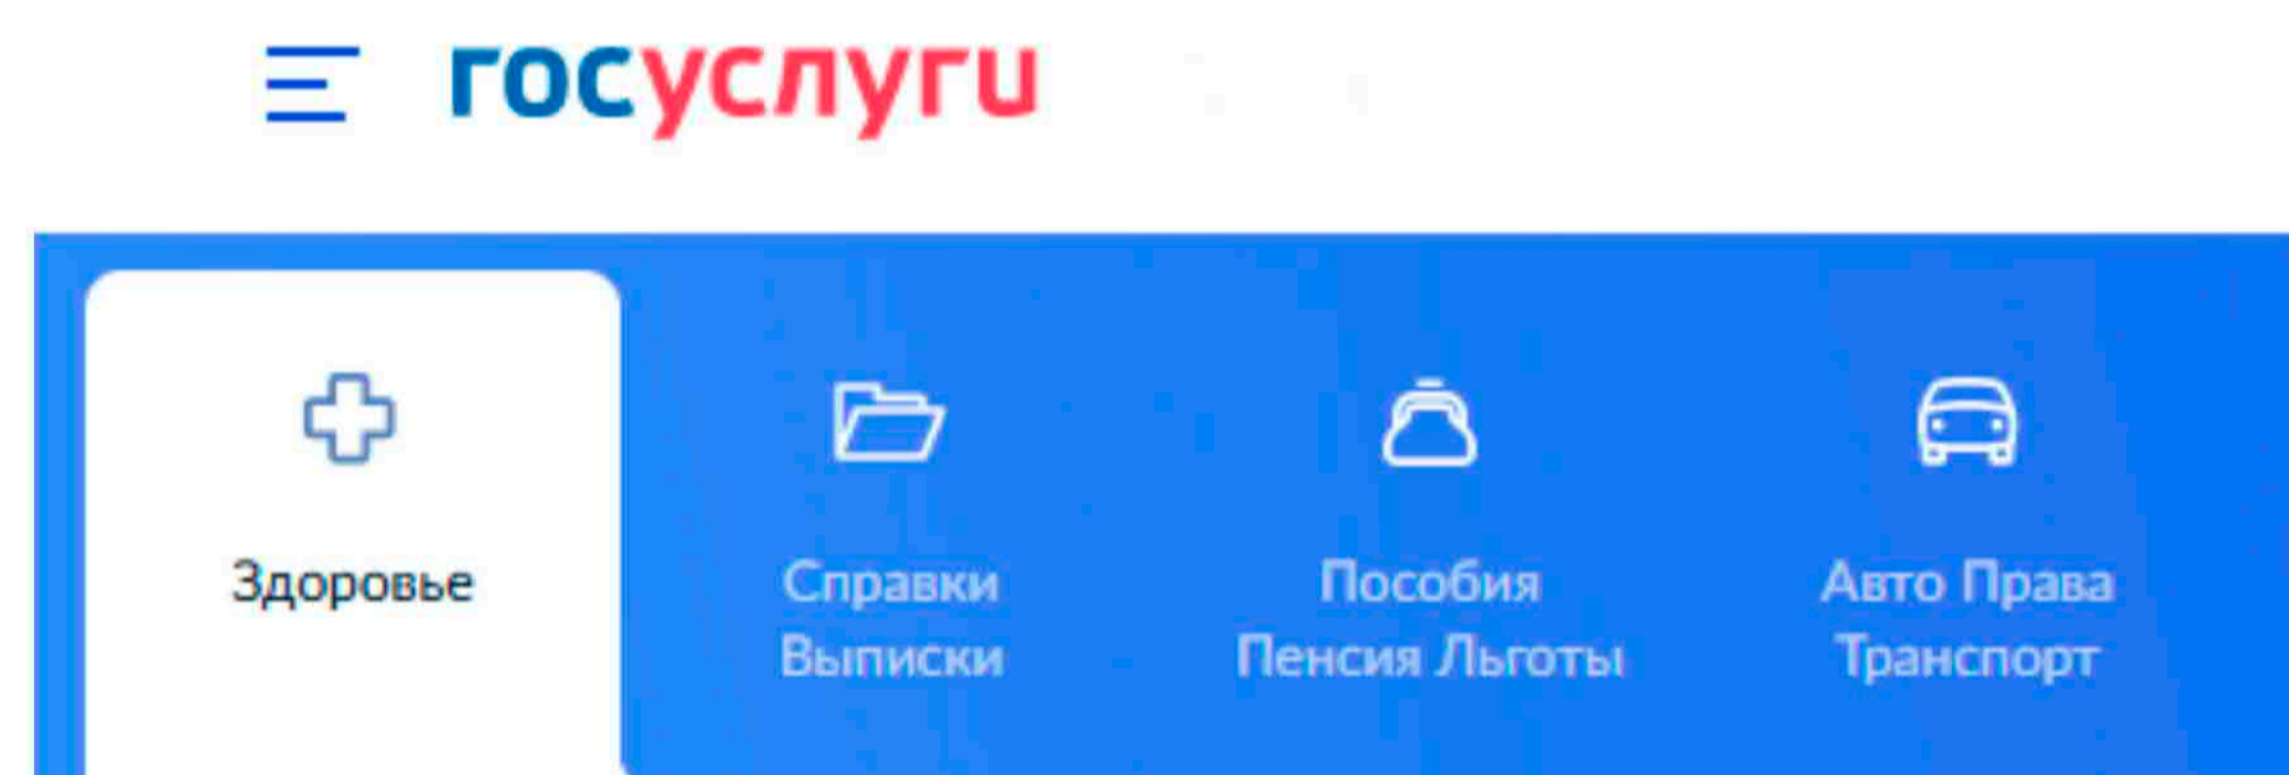 госуслуги
Здоровье
Справки
Выписки
Пособия
Пенсия Льготы
Авто Права
Транспорт